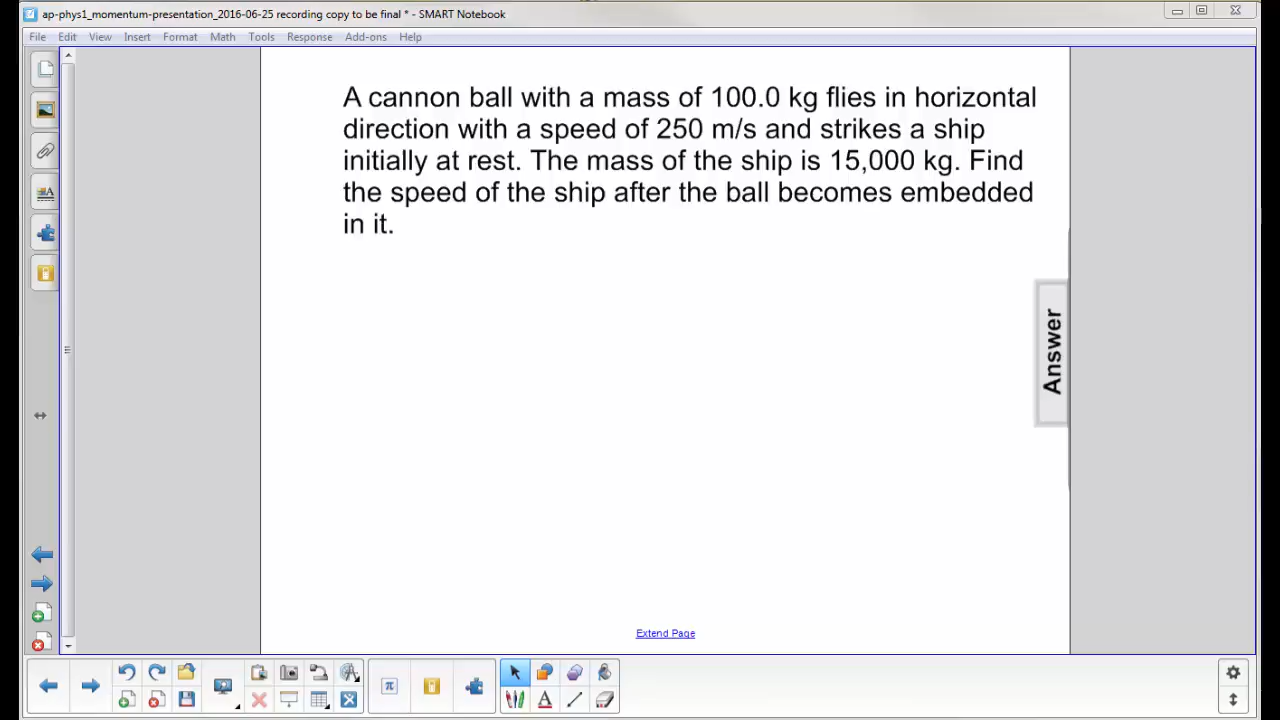 ap-phys1_momentum-presentation_2016-06-25 recording copy to be final * - SMART Notebook
File Edit View Insert Format Math Tools Response Add-ons Help
A cannon ball with a mass of 100.0 kg flies in horizontal
direction with a speed of 250 m/s and strikes a ship
initially at rest. The mass of the ship is 15,000 kg. Find
the speed of the ship after the ball becomes embedded
in it.
Answer
Extend Page